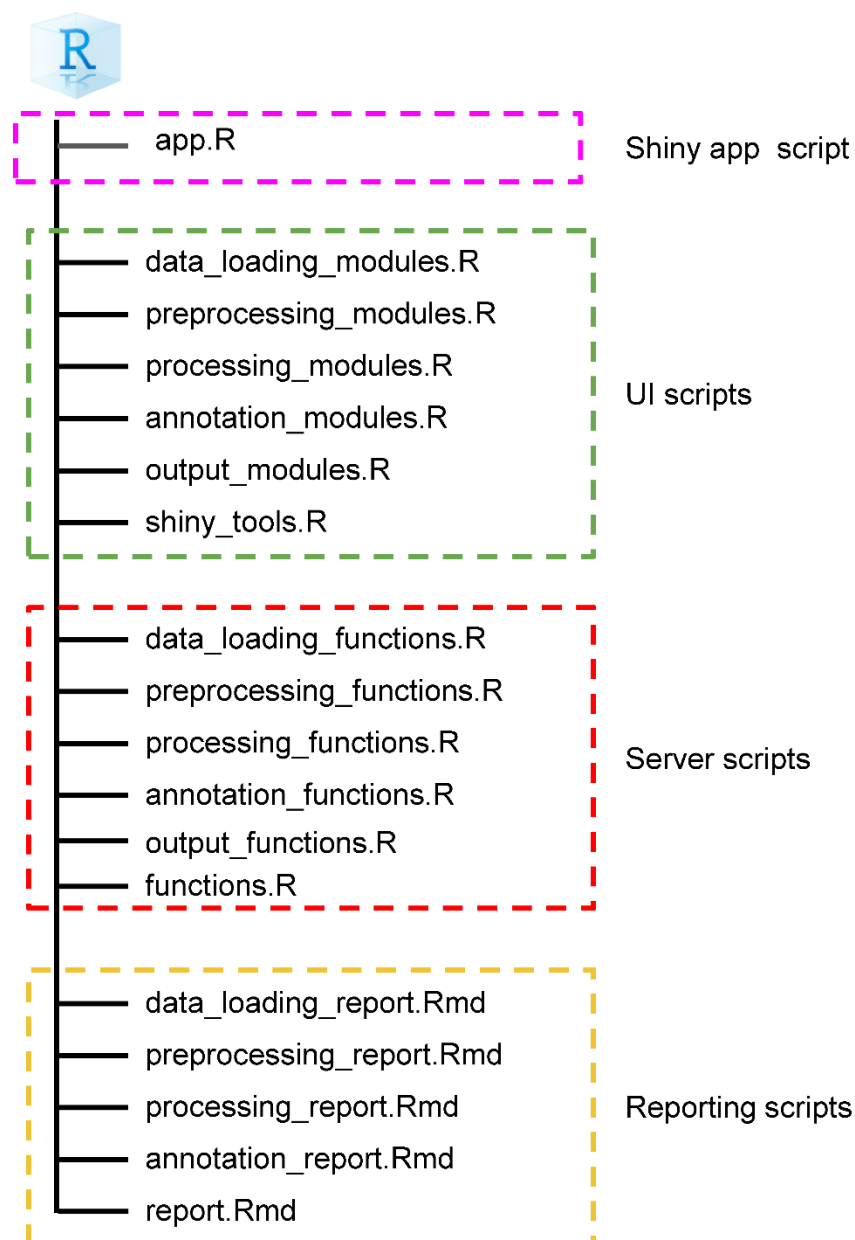 R
app.R
Shiny app script
data_loading_modules.R
preprocessing_modules.R
processing_modules.R
annotation_modules.R
output_modules.R
shiny_tools.R
UI scripts
data_loading_functions.R
preprocessing_functions.R
processing_functions.R
annotation_functions.R
output_functions.R
functions.R
Server scripts
data_loading_report.Rmd
preprocessing_report.Rmd
processing_report.Rmd
annotation_report.Rmd
report.Rmd
Reporting scripts